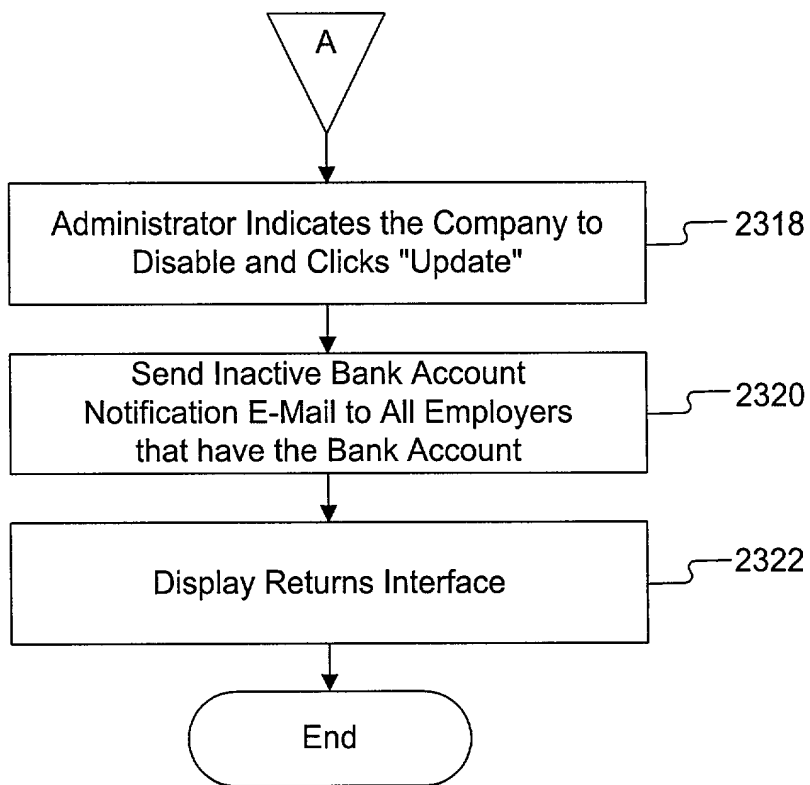 A
Administrator Indicates the Company to
Disable and Clicks "Update"
2318
Send Inactive Bank Account
Notification E-Mail to All Employers
that have the Bank Account
2320
Display Returns Interface
2322
End